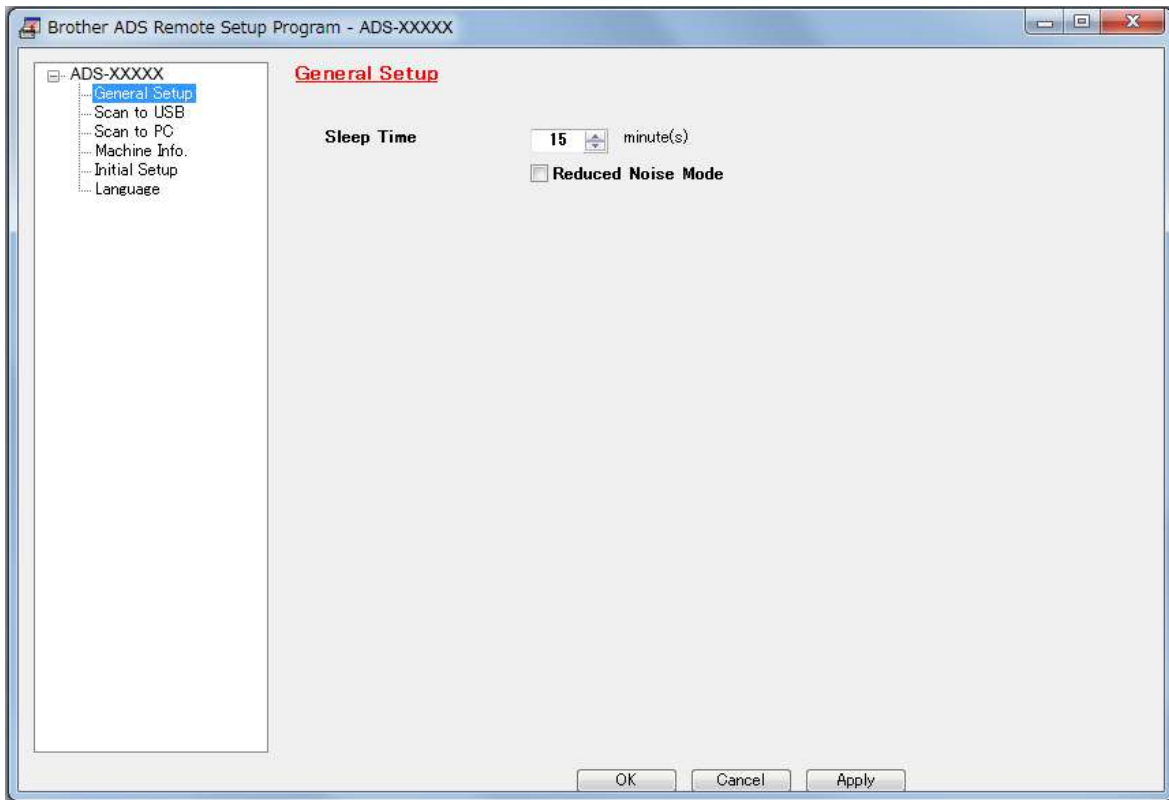 Brother ADS Remote Setup Program - ADS-XXXXX
ADS-XXXXX
General Setup
Scan to USB
Scan to PC
Machine Info.
Initial Setup
Language
General Setup
Sleep Time 15 minute(s)
Reduced Noise Mode
OK Cancel Apply